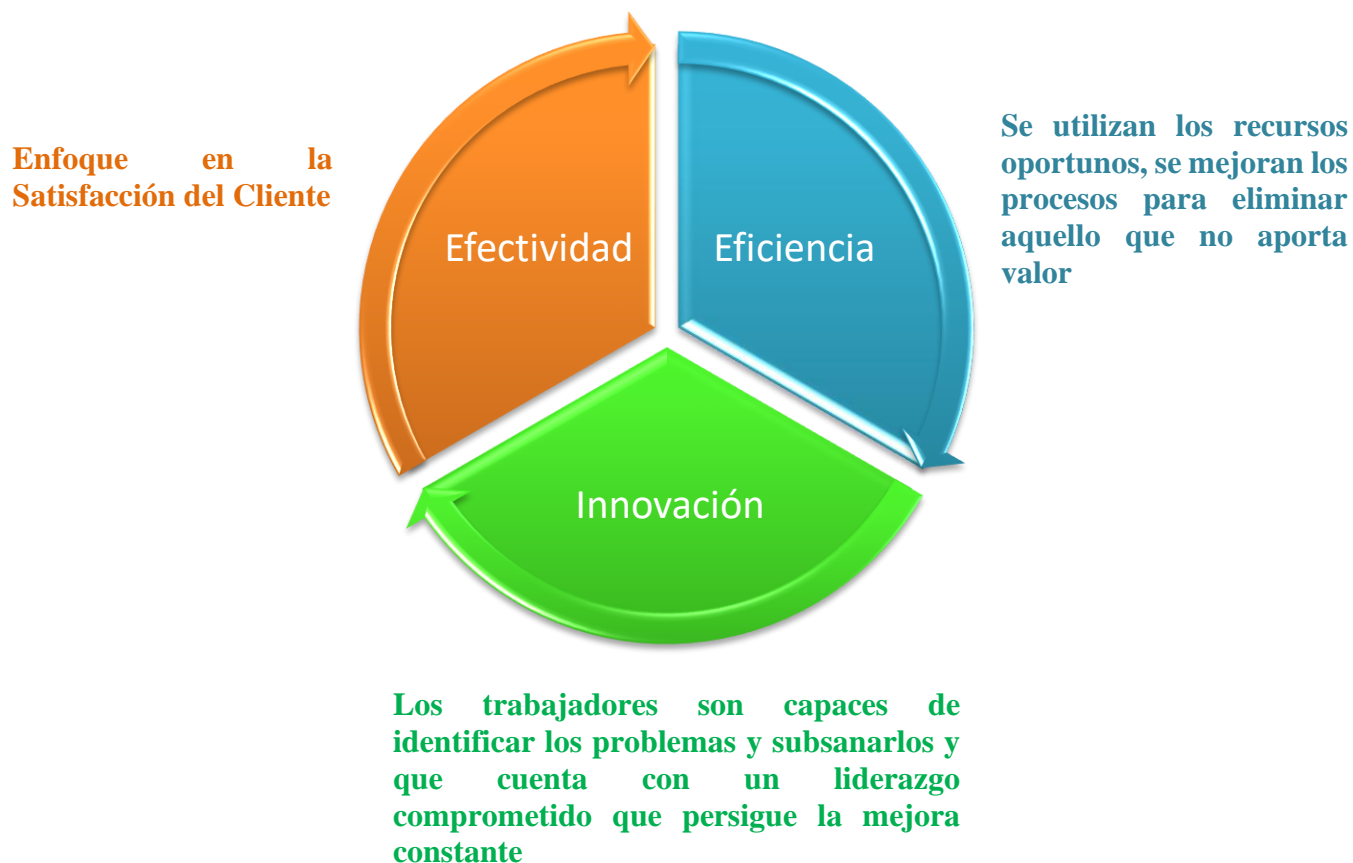 Enfoque en la
Satisfacción del Cliente
Efectividad
Eficiencia
Se utilizan los recursos
oportunos, se mejoran los
procesos para eliminar
aquello que no aporta
valor
Innovación
Los trabajadores son capaces de
identificar los problemas y subsanarlos y
que cuenta con un liderazgo
comprometido que persigue la mejora
constante